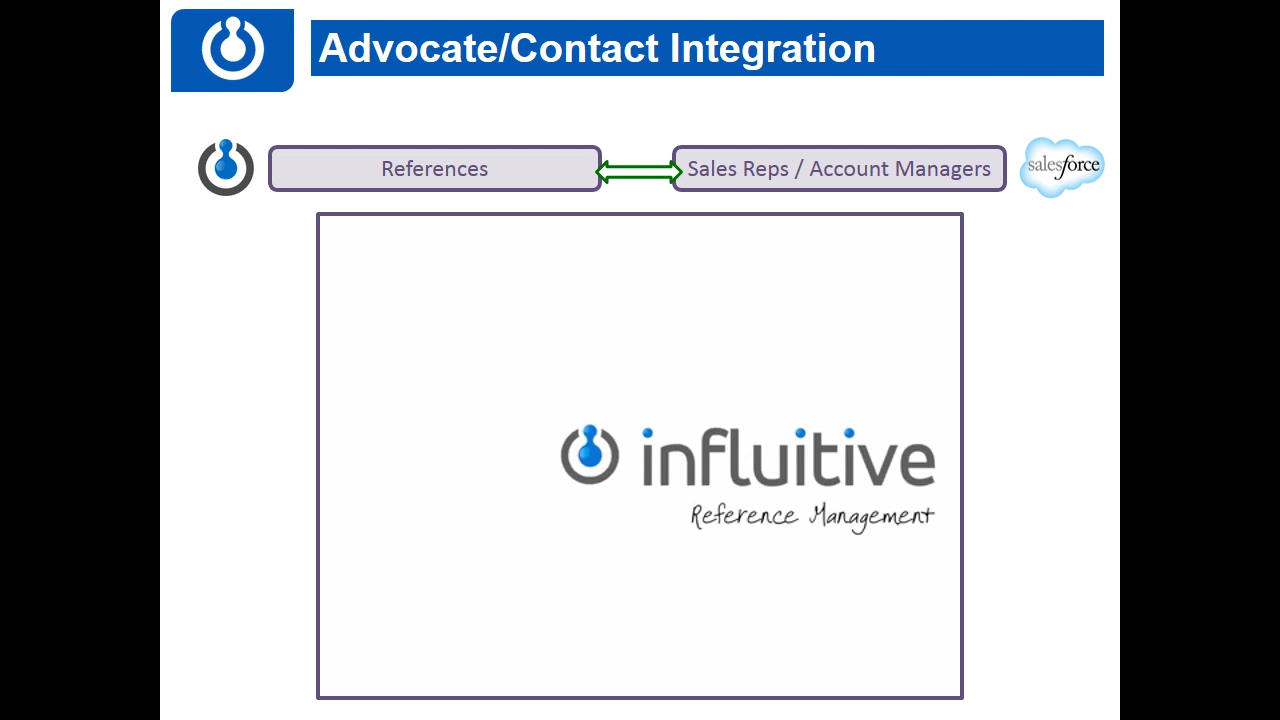 Advocate/Contact Integration
References
Sales Reps / Account Managers
salesforce
influitive
Reference Management